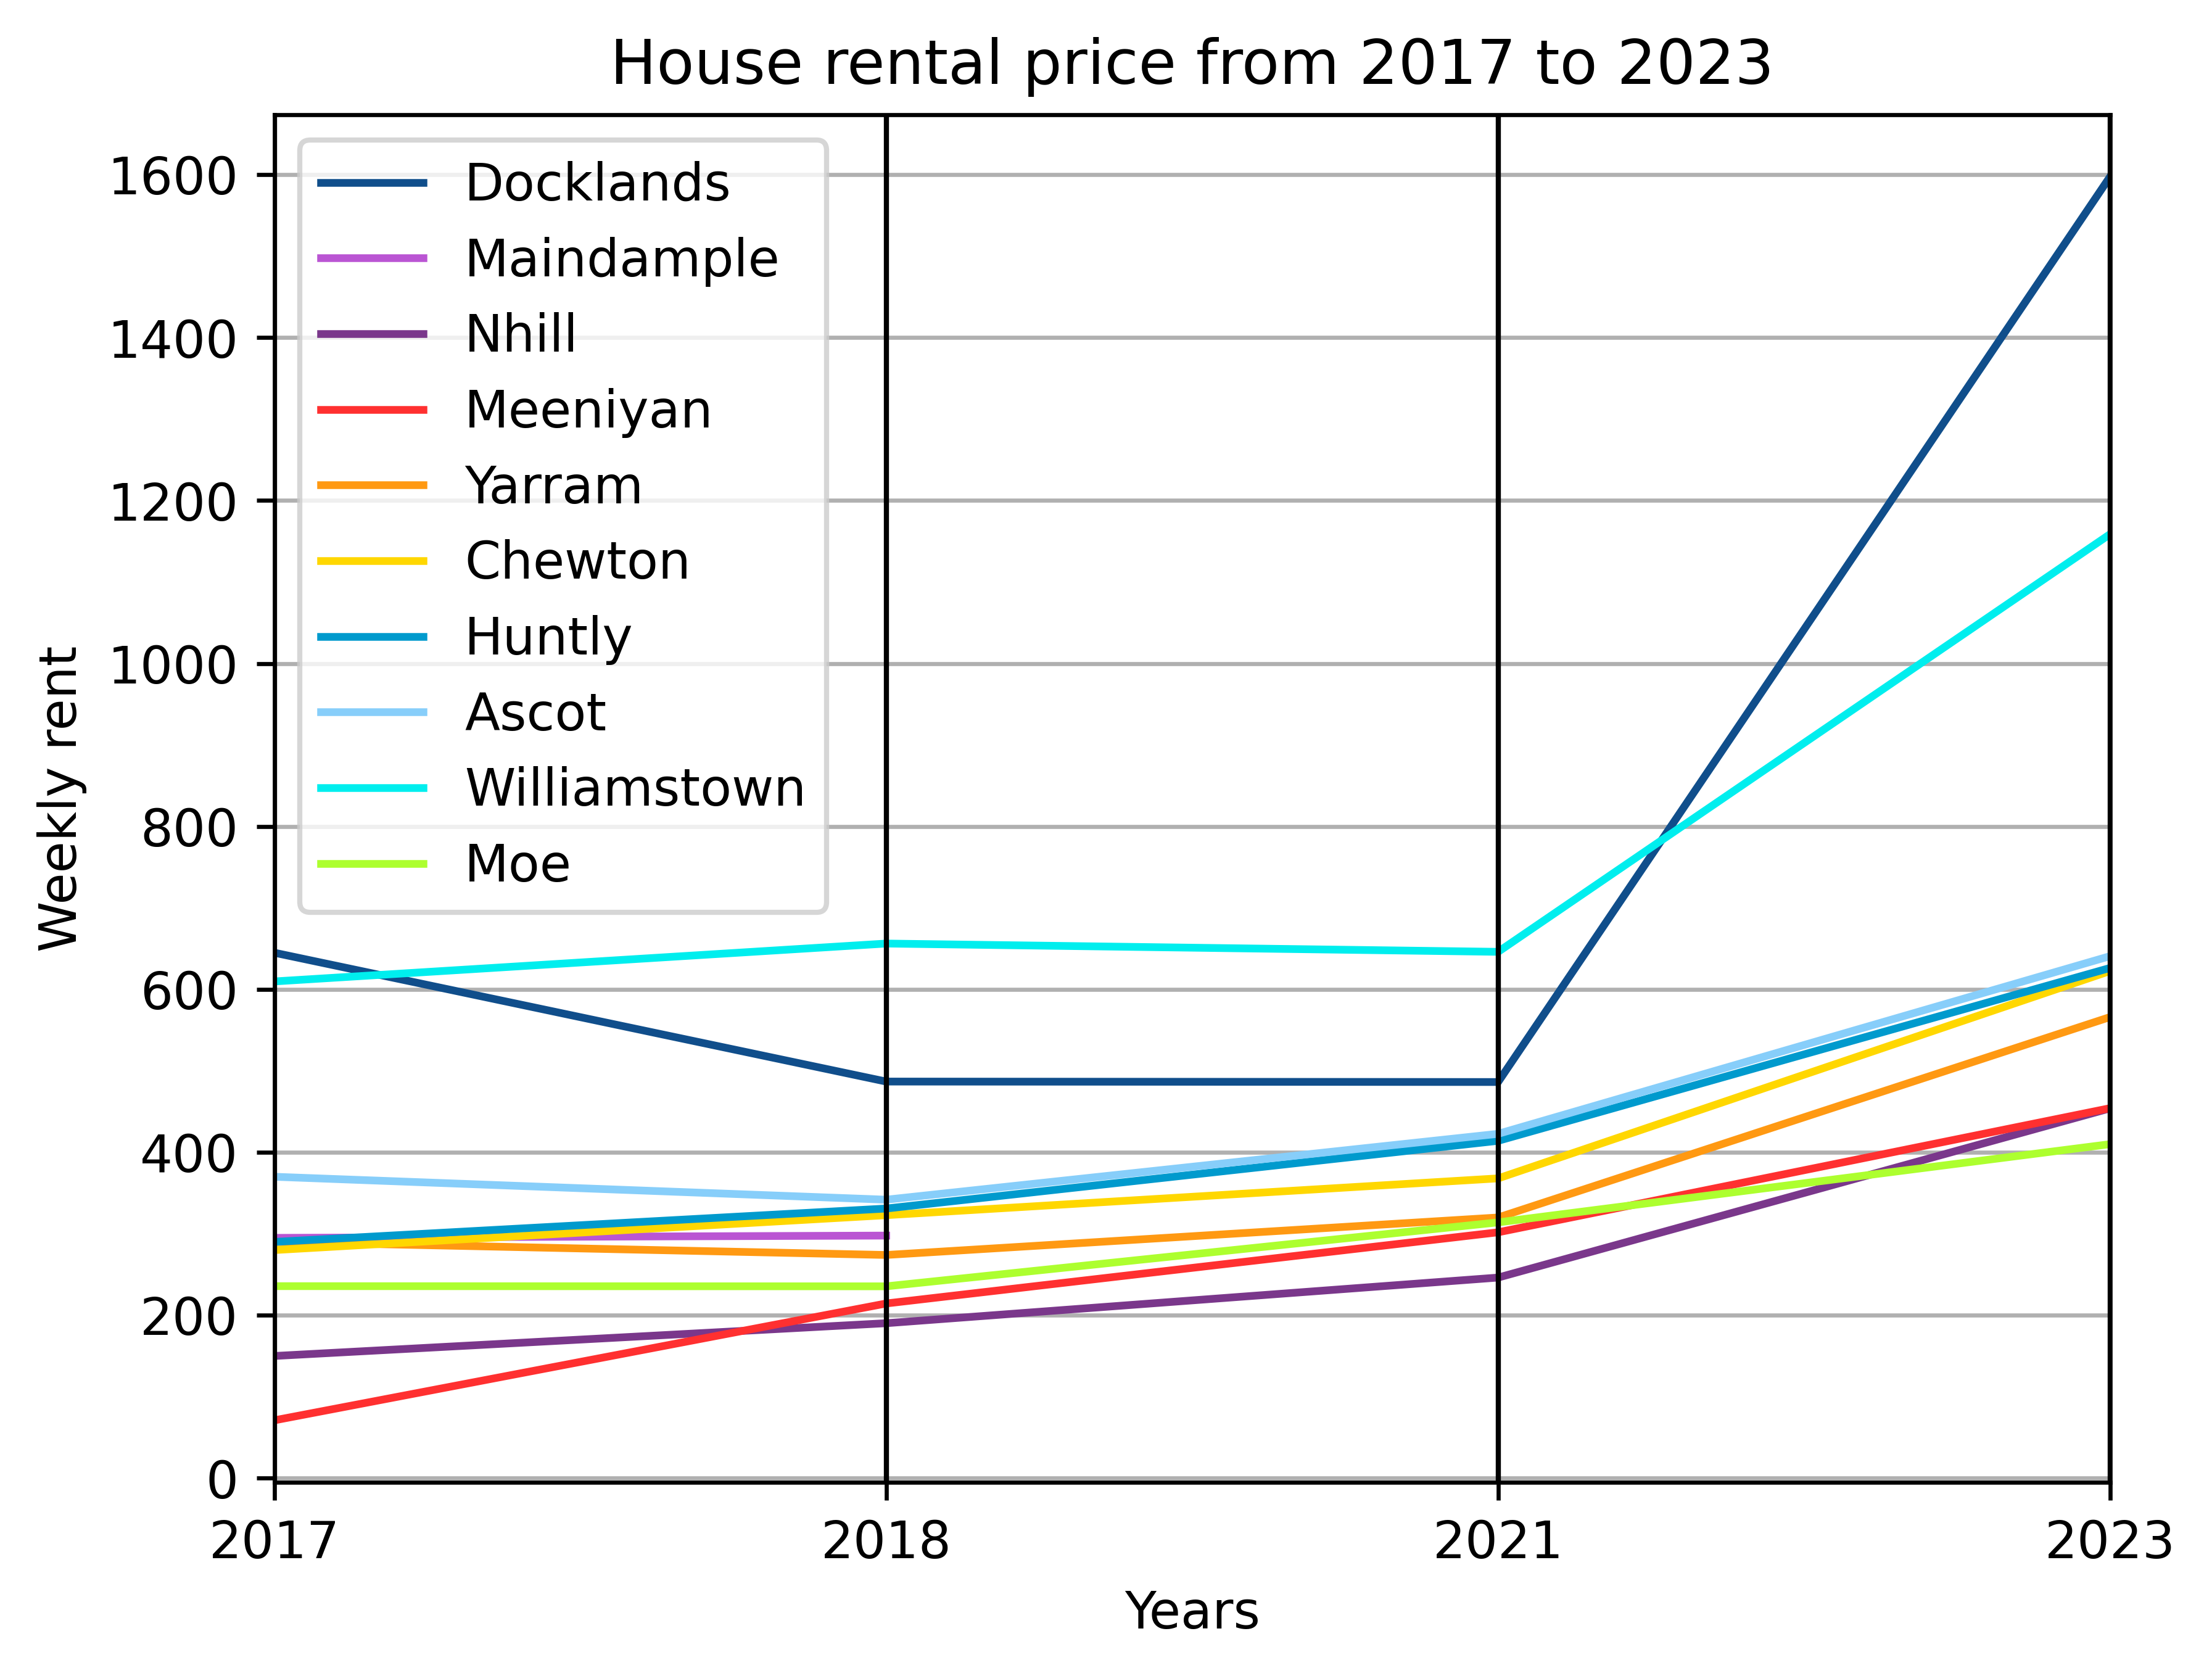 House rental price from 2017 to 2023
Weekly rent
1600
1400
1200
1000
800
600
400
200
0
Docklands
Maindample
Nhill
Meeniyan
Yarram
Chewton
Huntly
Ascot
Williamstown
Moe
2017 2018 2021 2023
Years